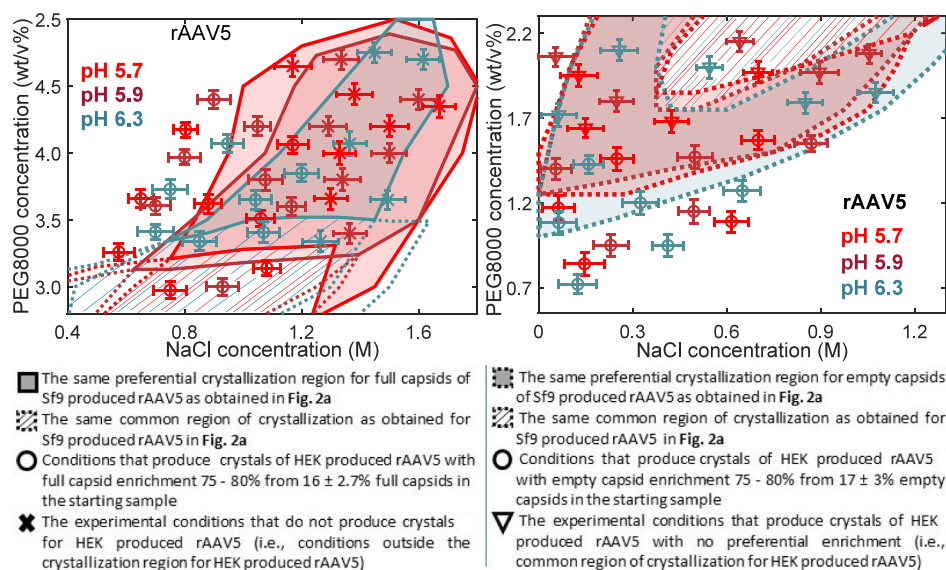 rAAV5
pH 5.7
pH 5.9
pH 6.3
PEG8000 concentration (wt/v%)
2.5
4.5
4.0
3.5
3.0
0.4
0.8
1.2
1.6
NaCl concentration (M)
rAAV5
pH 5.7
pH 5.9
pH 6.3
PEG8000 concentration (wt/v%)
2.2
1.7
1.2
0.7
0
0.3
0.6
0.9
1.2
NaCl concentration (M)
The same preferential crystallization region for full capsids of
Sf9 produced rAAV5 as obtained in Fig. 2a
The same common region of crystallization as obtained for
Sf9 produced rAAV5 in Fig. 2a
Conditions that produce crystals of HEK produced rAAV5 with
full capsid enrichment 75 - 80% from 16 ± 2.7% full capsids in
the starting sample
The experimental conditions that do not produce crystals
for HEK produced rAAV5 (i.e., conditions outside the
crystallization region for HEK produced rAAV5)
The same preferential crystallization region for empty capsids
of Sf9 produced rAAV5 as obtained in Fig. 2a
The same common region of crystallization as obtained for
Sf9 produced rAAV5 in Fig. 2a
Conditions that produce crystals of HEK produced rAAV5
with empty capsid enrichment 75 - 80% from 17 ± 3% empty
capsids in the starting sample
The experimental conditions that produce crystals of HEK
produced rAAV5 with no preferential enrichment (i.e.,
common region of crystallization for HEK produced rAAV5)